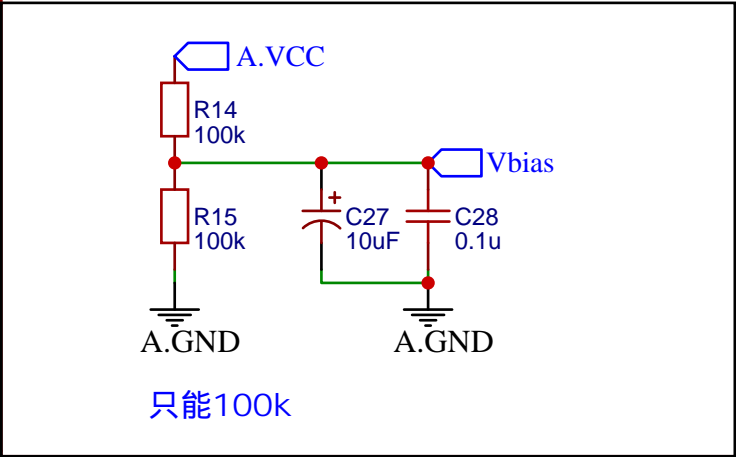 A.VCC
R14
100k
Vbias
R15
100k
C27
10uF
C28
0.1u
A.GND
A.GND
只能100k